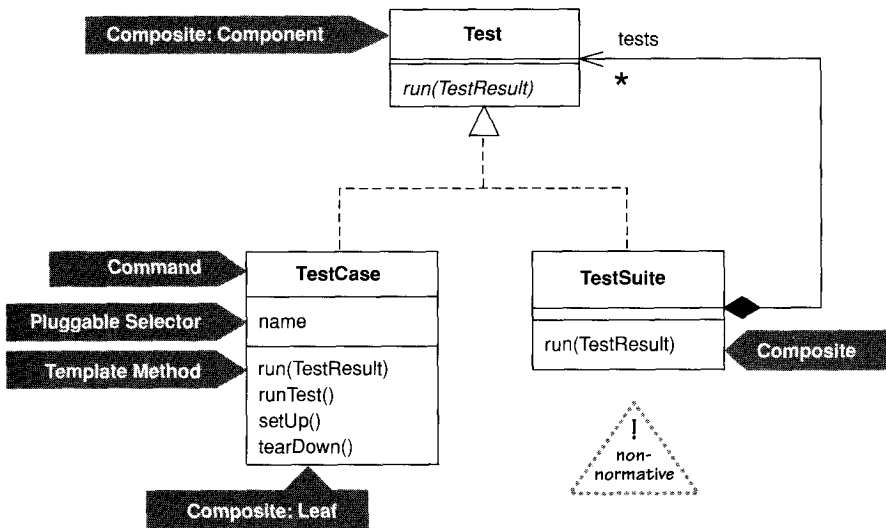 Composite: Component
Test
tests
*
run(TestResult)
Command
TestCase
TestSuite
Pluggable Selector
name
run(TestResult)
Composite
Template Method
run(TestResult)
runTest()
setUp()
tearDown()
!
non-
normative
Composite: Leaf